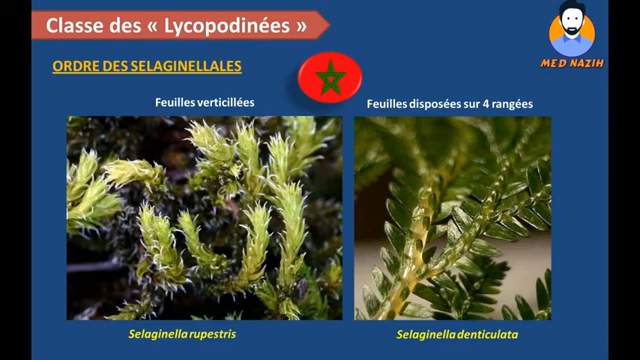 Classe des « Lycopodinées »
MED NAZIH
ORDRE DES SELAGINELLALES
Feuilles verticillées
Feuilles disposées sur 4 rangées
Selaginella rupestris
Selaginella denticulata